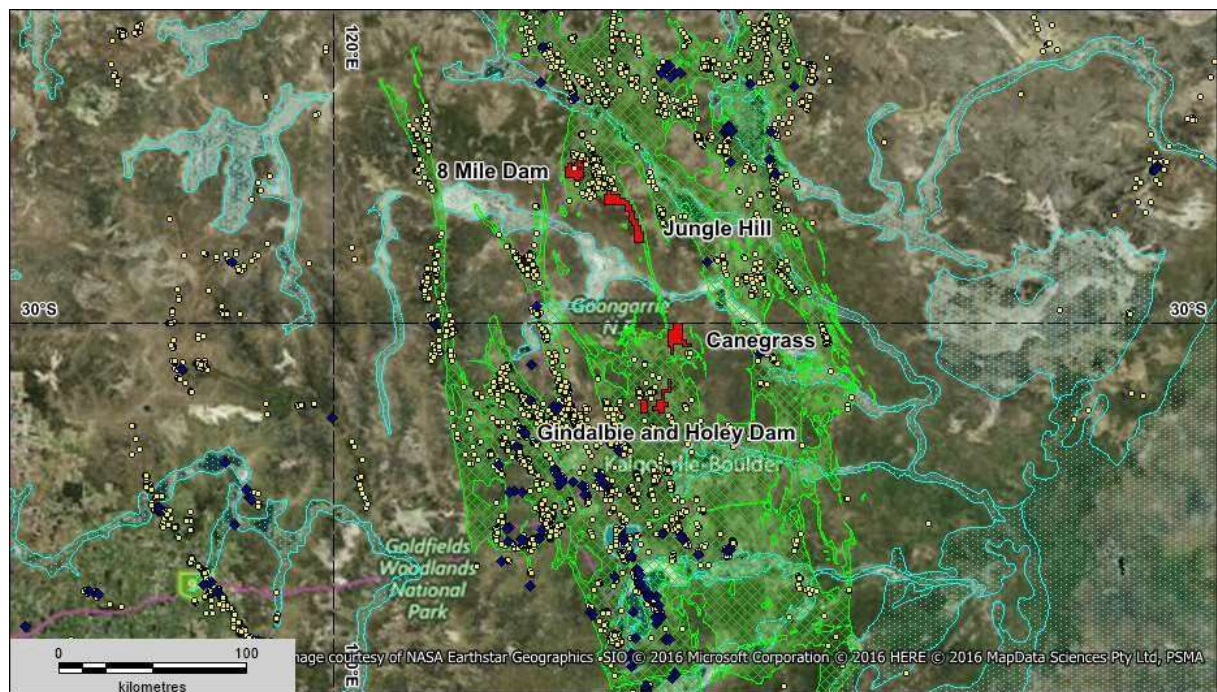 120°E
8 Mile Dam
Jungle Hill
30°S
Goongarrie
N.P.
30°S
Canegrass
Gindalbie and Holey Dam
Kalgoorlie-Boulder
Goldfields
Woodlands
National
Park
0 100
kilometres
120°E
mage courtesy of NASA Earthstar Geographics SIO © 2016 Microsoft Corporation © 2016 HERE © 2016 MapData Sciences Pty Ltd, PSMA